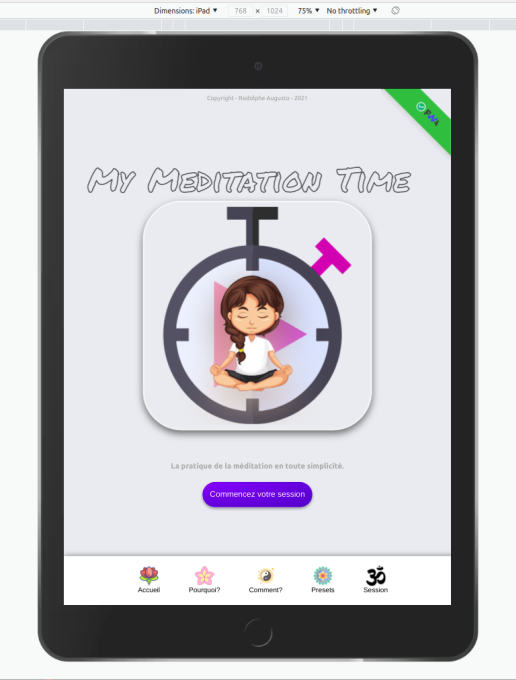 Dimensions: iPad ▼ 768 × 1024 75% ▼ No throttling ▼
Copyright - Rodolphe Augusto - 2021
PWA
My Meditation Time
La pratique de la méditation en toute simplicité.
Commencez votre session
Accueil Pourquoi? Comment? Presets Session